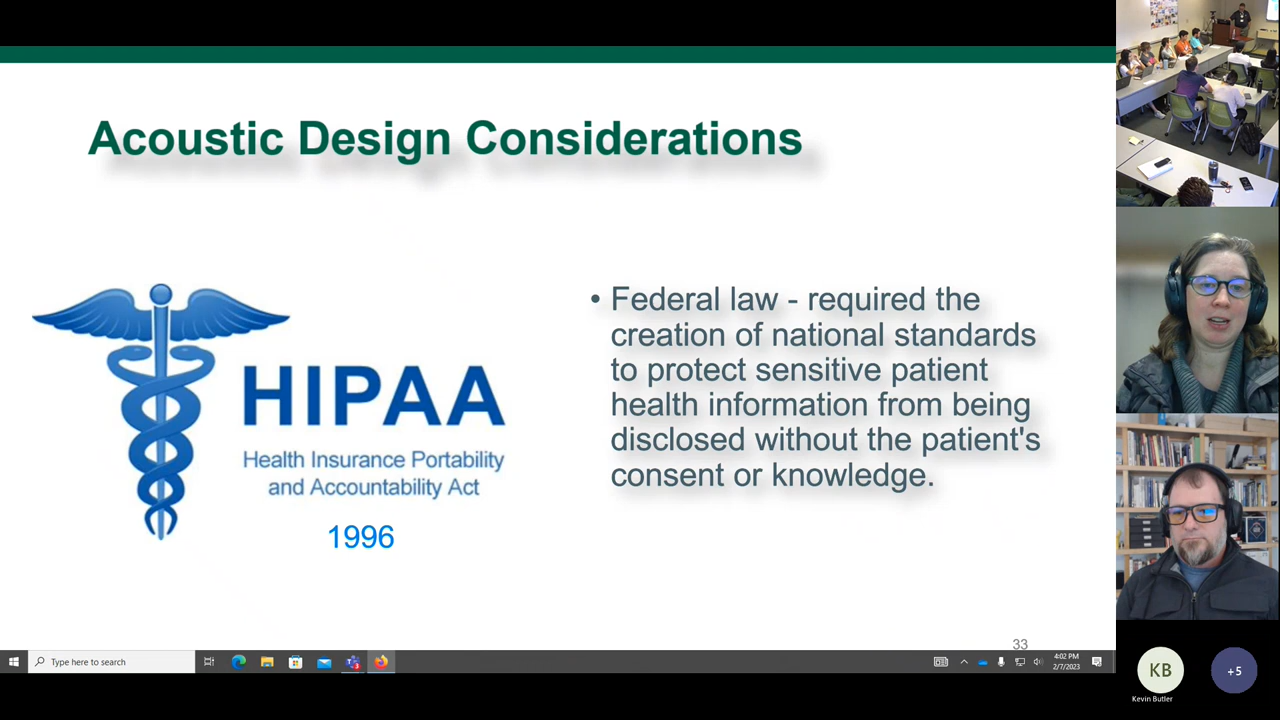 Acoustic Design Considerations
HIPAA
Health Insurance Portability
and Accountability Act
1996
• Federal law - required the
creation of national standards
to protect sensitive patient
health information from being
disclosed without the patient's
consent or knowledge.
33
Type here to search
4:02 PM
2/7/2023
KB
+5
Kevin Butler